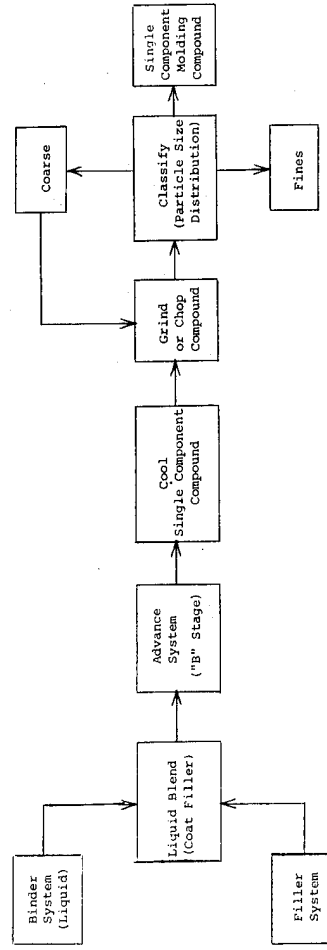 Binder
System
(Liquid)
Filler
System
Liquid Blend
(Coat Filler)
Advance
System
("B" Stage)
Cool
Single Component
Compound
Grind
or Chop
Compound
Coarse
Classify
(Particle Size
Distribution)
Fines
Single
Component
Molding
Compound